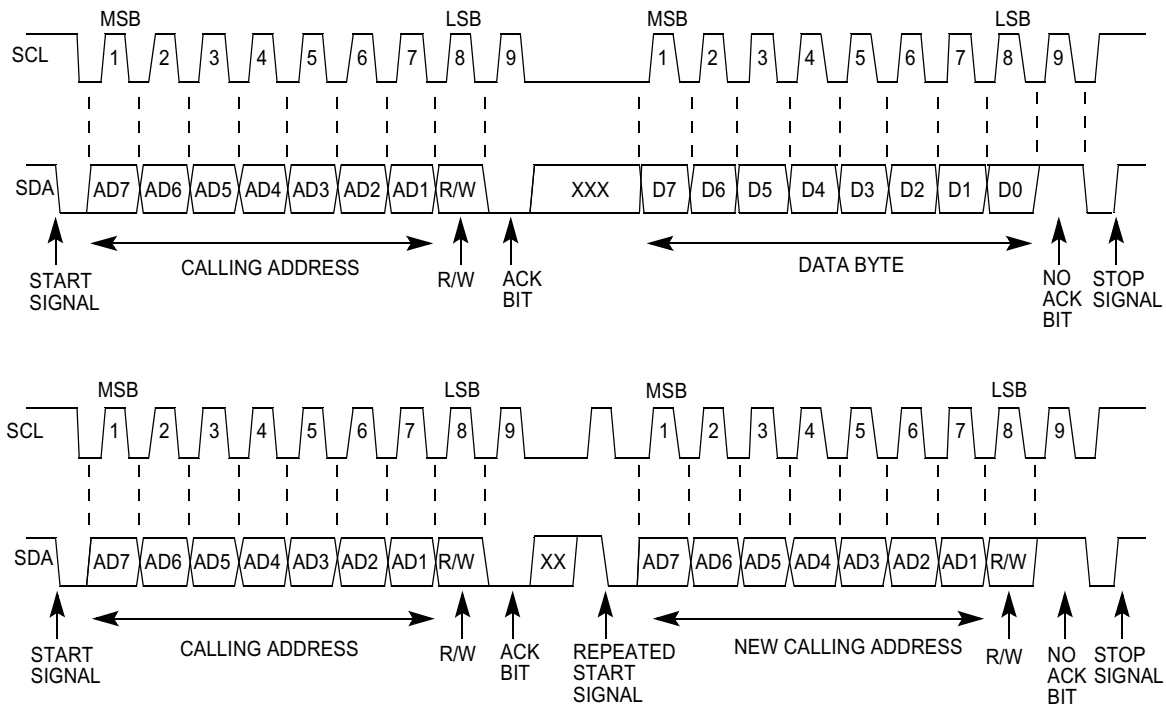 MSB LSB MSB LSB
SCL 1 2 3 4 5 6 7 8 9 1 2 3 4 5 6 7 8 9
SDA AD7 AD6 AD5 AD4 AD3 AD2 AD1 R/W XXX D7 D6 D5 D4 D3 D2 D1 D0
START
SIGNAL
CALLING ADDRESS
R/W
ACK
BIT
DATA BYTE
NO
ACK
BIT
STOP
SIGNAL
MSB LSB MSB LSB
SCL 1 2 3 4 5 6 7 8 9 1 2 3 4 5 6 7 8 9
SDA AD7 AD6 AD5 AD4 AD3 AD2 AD1 R/W XX AD7 AD6 AD5 AD4 AD3 AD2 AD1 R/W
START
SIGNAL
CALLING ADDRESS
R/W
ACK
BIT
REPEATED
START
SIGNAL
NEW CALLING ADDRESS
R/W
NO
ACK
BIT
STOP
SIGNAL